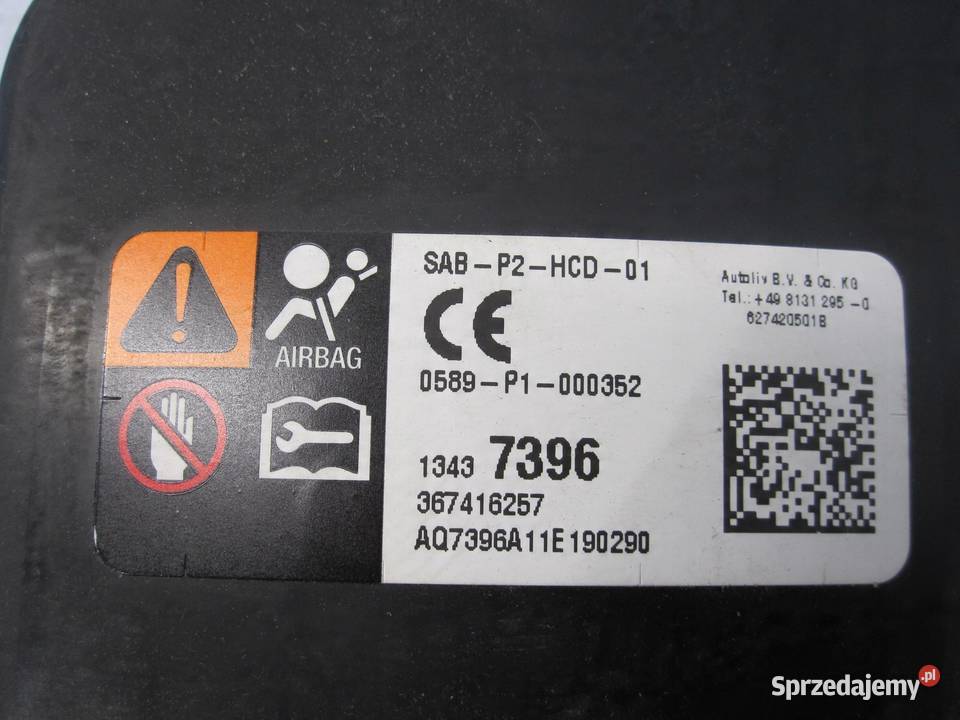 SAB-P2-HCD-01
0589-P1-000352
1343 7396
367416257
AQ7396A11E190290
Autoliv B.V. & Co. KG
Tel.: +49 8131 295-0
627420501B
AIRBAG
Sprzedajemy.pl